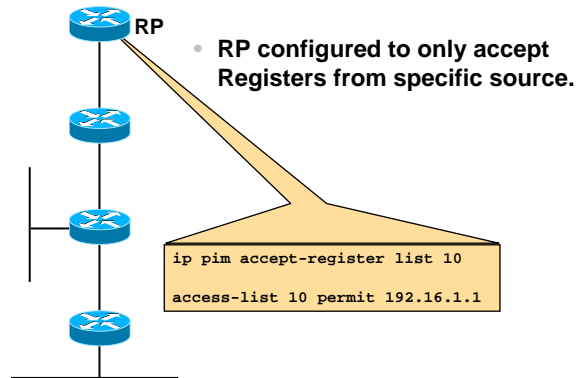 RP
• RP configured to only accept
Registers from specific source.
ip pim accept-register list 10
access-list 10 permit 192.16.1.1